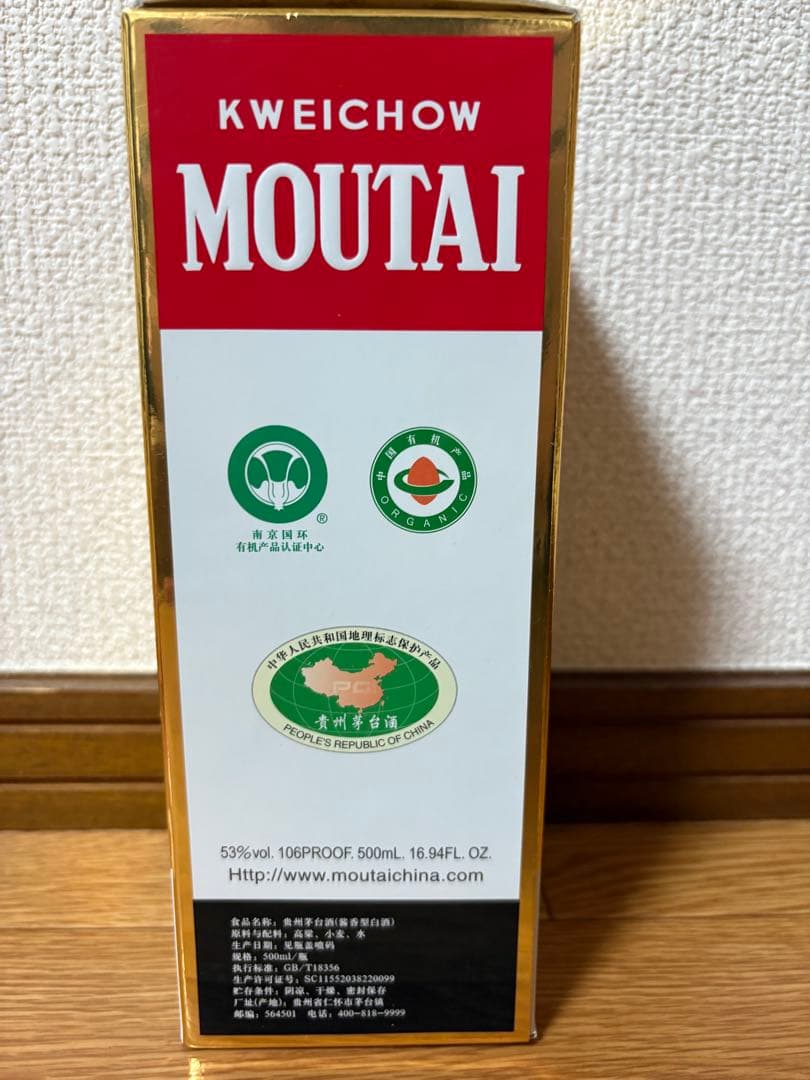 KWEICHOW
MOUTAI
®
南京国环
有机产品认证中心
中国有机产品
ORGANIC
中华人民共和国地理标志保护产品
PGI
贵州茅台酒
PEOPLE'S REPUBLIC OF CHINA
53%vol. 106PROOF. 500mL. 16.94FL. OZ.
Http://www.moutaichina.com
食品名称：贵州茅台酒(酱香型白酒)
原料与配料：高粱、小麦、水
生产日期：见瓶盖喷码
规格：500ml/瓶
执行标准：GB/T18356
生产许可证号：SC11552038220099
贮存条件：阴凉、干燥、密封保存
厂址(产地)：贵州省仁怀市茅台镇
邮编：564501 电话：400-818-9999